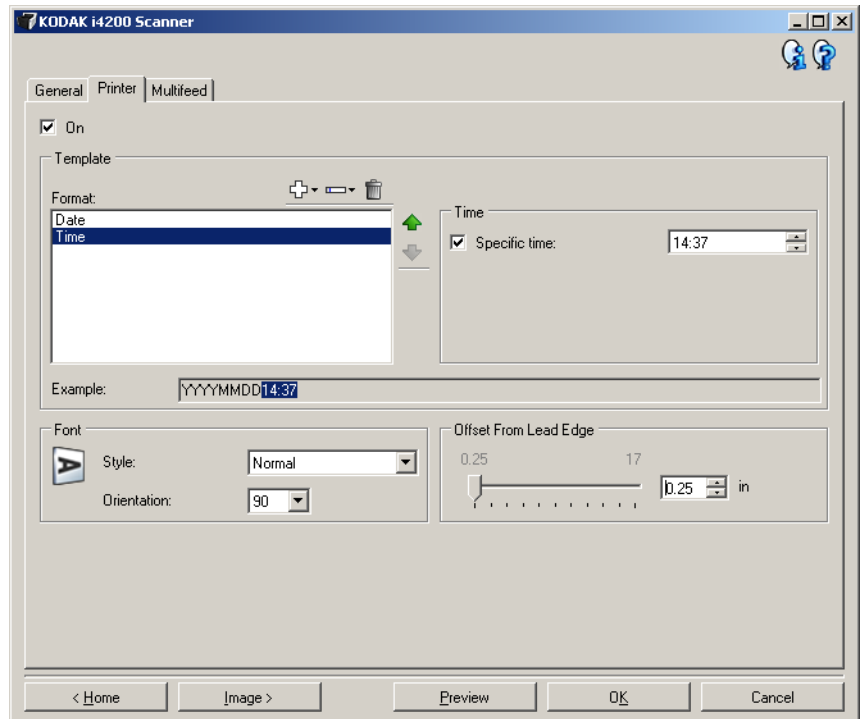 KODAK i4200 Scanner
General Printer Multifeed
On
Template
Format:
Date
Time
Time
Specific time: 14:37
Example: YYYYMMDD14:37
Font
Style: Normal
Orientation: 90
Offset From Lead Edge
0.25 17
0.25 in
< Home Image > Preview OK Cancel